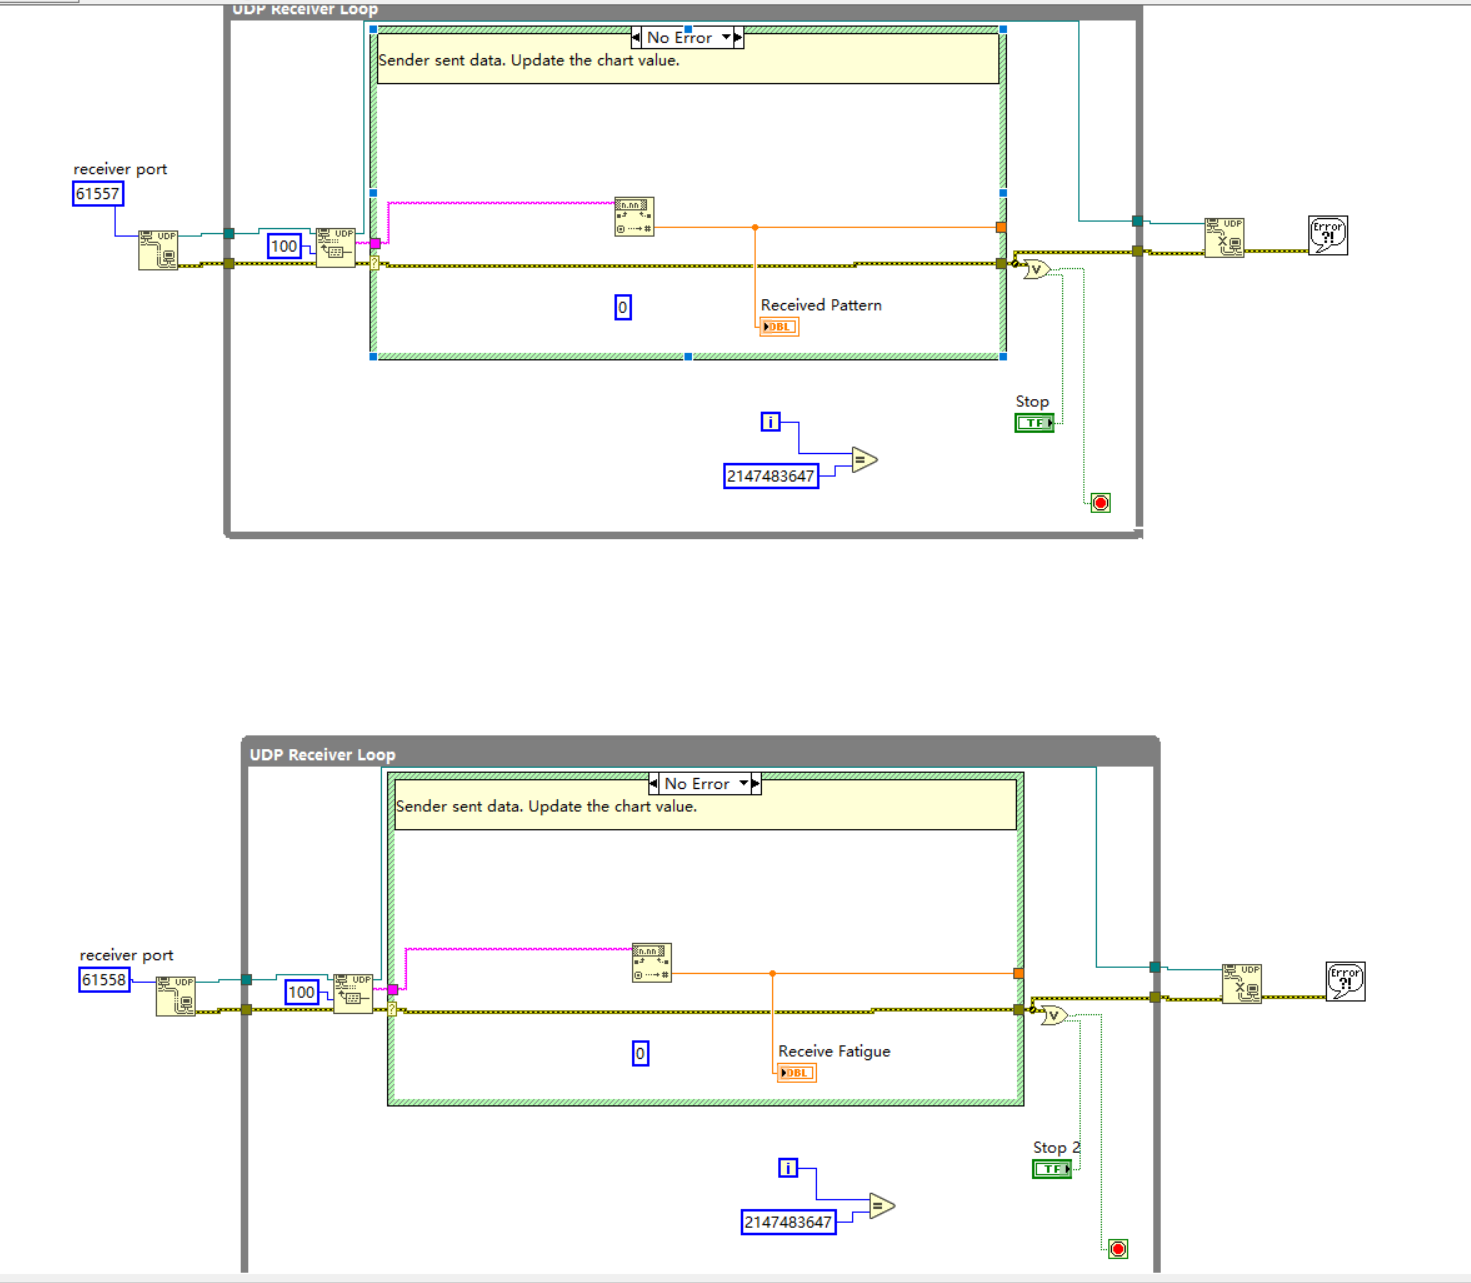 UDP Receiver Loop
No Error
Sender sent data. Update the chart value.
receiver port
61557
UDP
100
UDP
n.nn
#
?
0
Received Pattern
DBL
V
UDP
X
Error
?!
Stop
TF
i
2147483647
=
UDP Receiver Loop
No Error
Sender sent data. Update the chart value.
receiver port
61558
UDP
100
UDP
n.nn
#
?
0
Receive Fatigue
DBL
V
UDP
X
Error
?!
Stop 2
TF
i
2147483647
=